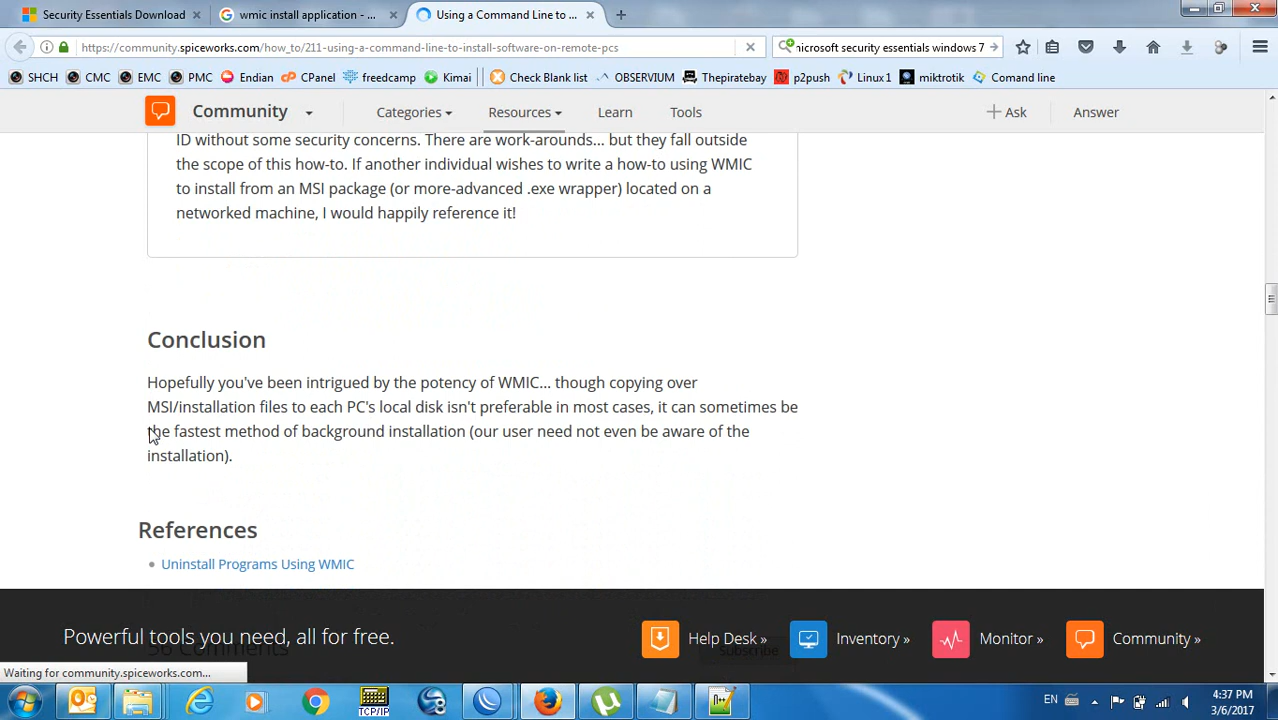 Security Essentials Download
wmic install application - ...
Using a Command Line to ...
https://community.spiceworks.com/how_to/211-using-a-command-line-to-install-software-on-remote-pcs
microsoft security essentials windows 7
SHCH
CMC
EMC
PMC
Endian
CPanel
freedcamp
Kimai
Check Blank list
OBSERVIUM
Thepiratebay
p2push
Linux1
mikrotik
Comand line
Community
Categories
Resources
Learn
Tools
Ask
Answer
ID without some security concerns. There are work-arounds... but they fall outside
the scope of this how-to. If another individual wishes to write a how-to using WMIC
to install from an MSI package (or more-advanced .exe wrapper) located on a
networked machine, I would happily reference it!
Conclusion
Hopefully you've been intrigued by the potency of WMIC... though copying over
MSI/installation files to each PC's local disk isn't preferable in most cases, it can sometimes be
the fastest method of background installation (our user need not even be aware of the
installation).
References
Uninstall Programs Using WMIC
Powerful tools you need, all for free.
Help Desk »
Inventory »
Monitor »
Community »
56 Comments
Subscribe
Waiting for community.spiceworks.com...
TCP/IP
EN
4:37 PM
3/6/2017